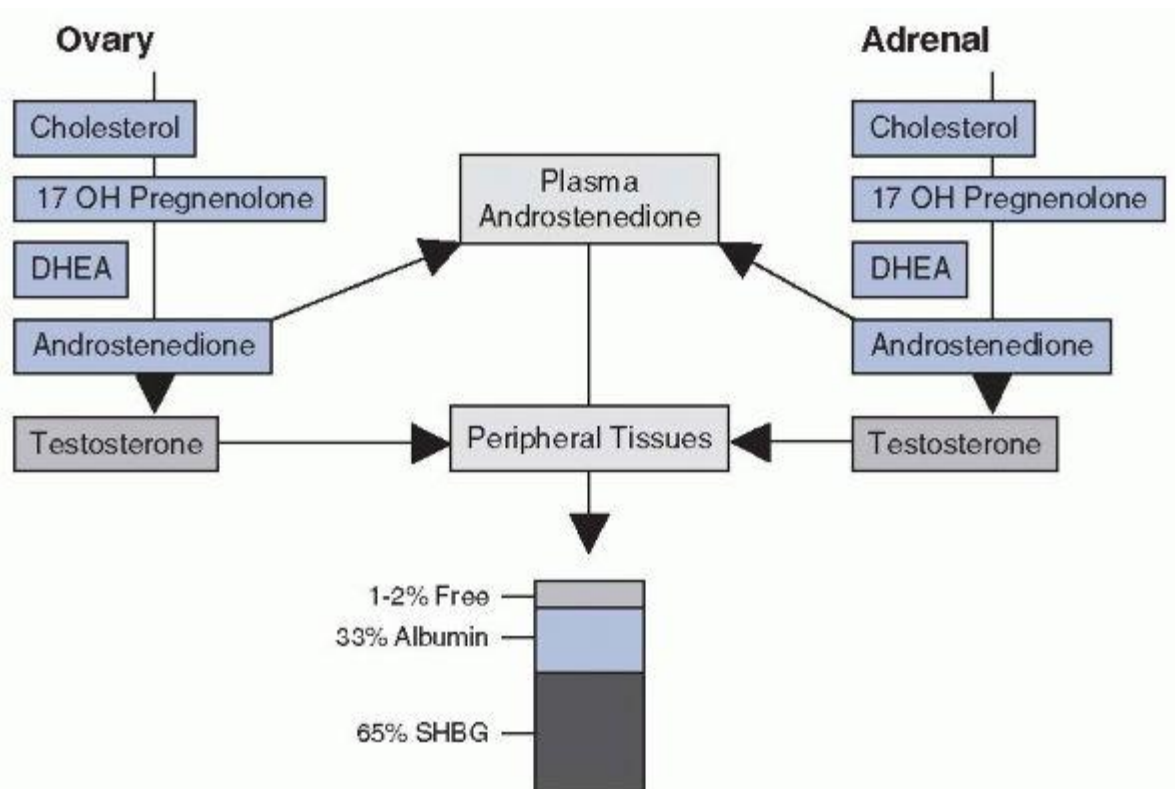 Ovary
Adrenal
Cholesterol
Cholesterol
17 OH Pregnenolone
17 OH Pregnenolone
Plasma
Androstenedione
DHEA
DHEA
Androstenedione
Androstenedione
Testosterone
Peripheral Tissues
Testosterone
1-2% Free
33% Albumin
65% SHBG